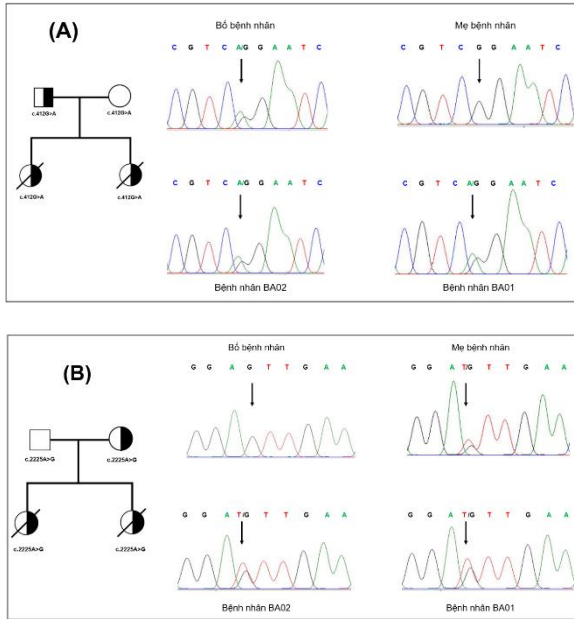 (A)
Bố bệnh nhân
Mẹ bệnh nhân
C G T C A/G G A A T C
C G T C G G A A T C
c.412G>A
c.412G>A
C G T C A/G G A A T C
C G T C A/G G A A T C
c.412G>A
c.412G>A
Bệnh nhân BA02
Bệnh nhân BA01
(B)
Bố bệnh nhân
Mẹ bệnh nhân
G G A G T T G A A
G G A T/G T T G A A
c.2225A>G
c.2225A>G
G G A T/G T T G A A
G G A T/G T T G A A
c.2225A>G
c.2225A>G
Bệnh nhân BA02
Bệnh nhân BA01